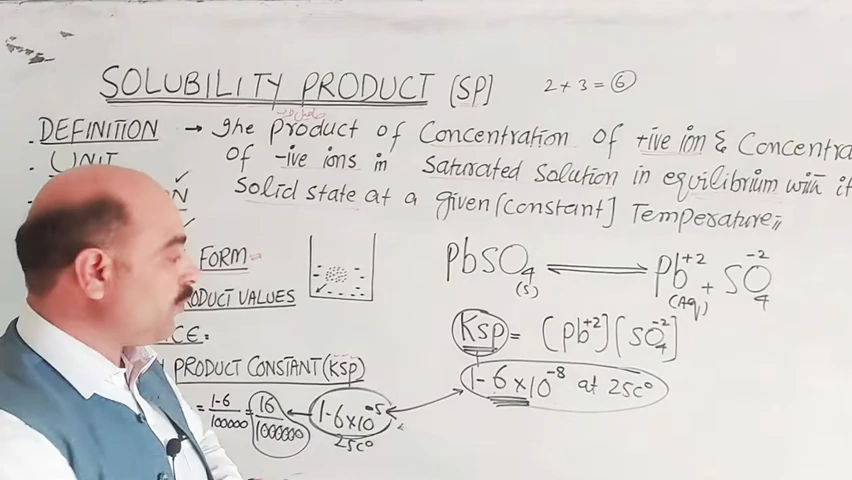 SOLUBILITY PRODUCT [SP]
2 + 3 = 6
. DEFINITION → The product of Concentration of +ive ion & Concentra
. UNIT of -ive ions in Saturated Solution in equilibrium with it
Solid state at a given [Constant] Temperature,,
FORM
PbSO4 (s) ⇌ Pb+2 (Aq) + SO4-2
PRODUCT VALUES
CE:
Ksp = [Pb+2] [SO4-2]
PRODUCT CONSTANT (Ksp)
1-6 × 10-8 at 25c°
= 1-6/100000 = 16/1000000 ← 1-6×10-5
25c°